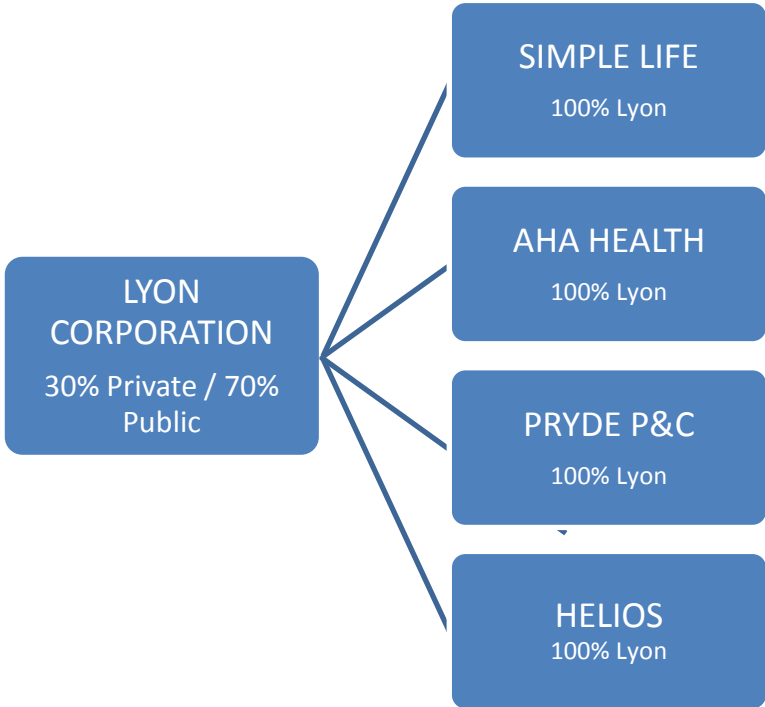 LYON
CORPORATION
30% Private / 70%
Public
SIMPLE LIFE
100% Lyon
AHA HEALTH
100% Lyon
PRYDE P&C
100% Lyon
HELIOS
100% Lyon